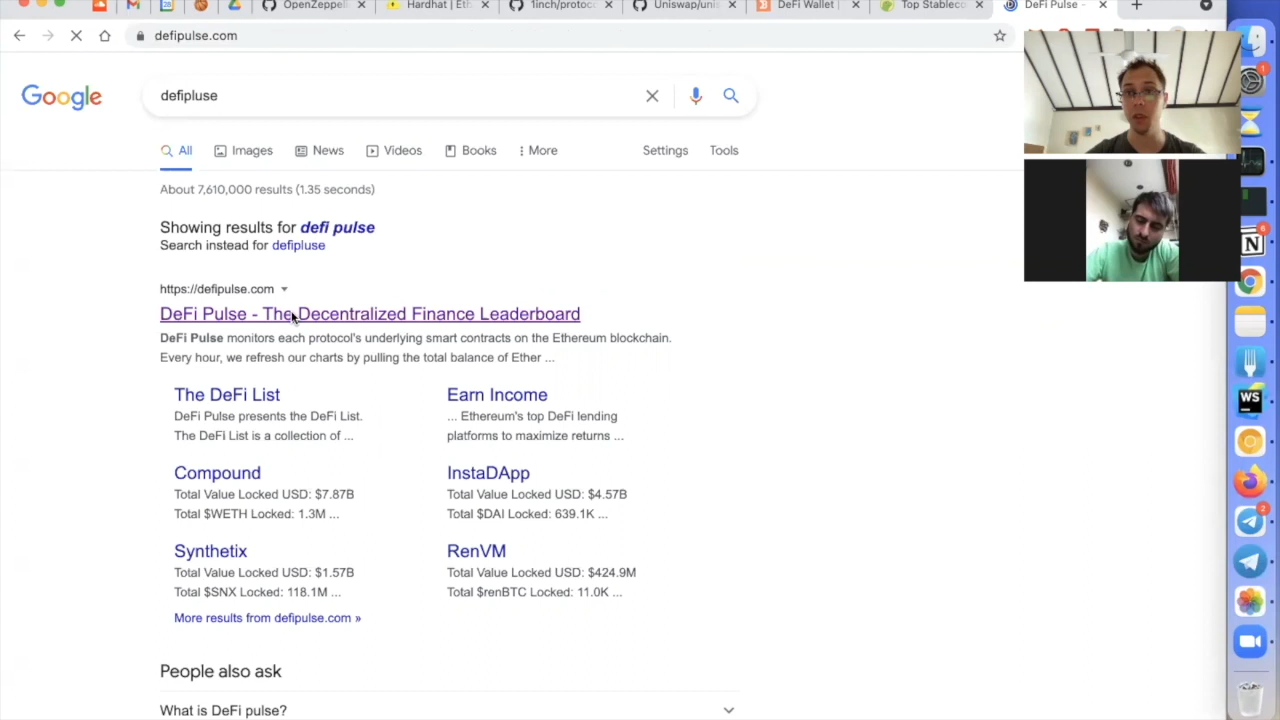 OpenZeppeli
Hardhat | Eth
1inch/protoc
Uniswap/unis
DeFi Wallet |
Top Stableco
DeFi Pulse -
defipulse.com
Google
defipluse
All
Images
News
Videos
Books
More
Settings
Tools
About 7,610,000 results (1.35 seconds)
Showing results for defi pulse
Search instead for defipluse
https://defipulse.com
DeFi Pulse - The Decentralized Finance Leaderboard
DeFi Pulse monitors each protocol's underlying smart contracts on the Ethereum blockchain.
Every hour, we refresh our charts by pulling the total balance of Ether ...
The DeFi List
DeFi Pulse presents the DeFi List.
The DeFi List is a collection of ...
Earn Income
... Ethereum's top DeFi lending
platforms to maximize returns ...
Compound
Total Value Locked USD: $7.87B
Total $WETH Locked: 1.3M ...
InstaDApp
Total Value Locked USD: $4.57B
Total $DAI Locked: 639.1K ...
Synthetix
Total Value Locked USD: $1.57B
Total $SNX Locked: 118.1M ...
RenVM
Total Value Locked USD: $424.9M
Total $renBTC Locked: 11.0K ...
More results from defipulse.com »
People also ask
What is DeFi pulse?
1
6
N
WS
2